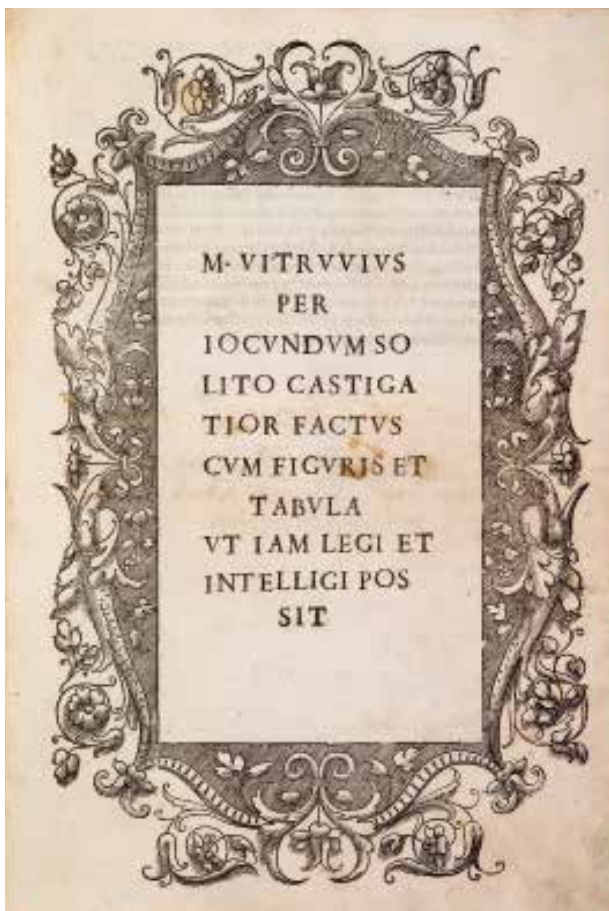 M· VITRVVIVS
PER
IOCVNDVM SO
LITO CASTIGA
TIOR FACTVS
CVM FIGVRIS ET
TABVLA
VT IAM LEGI ET
INTELLIGI POS
SIT